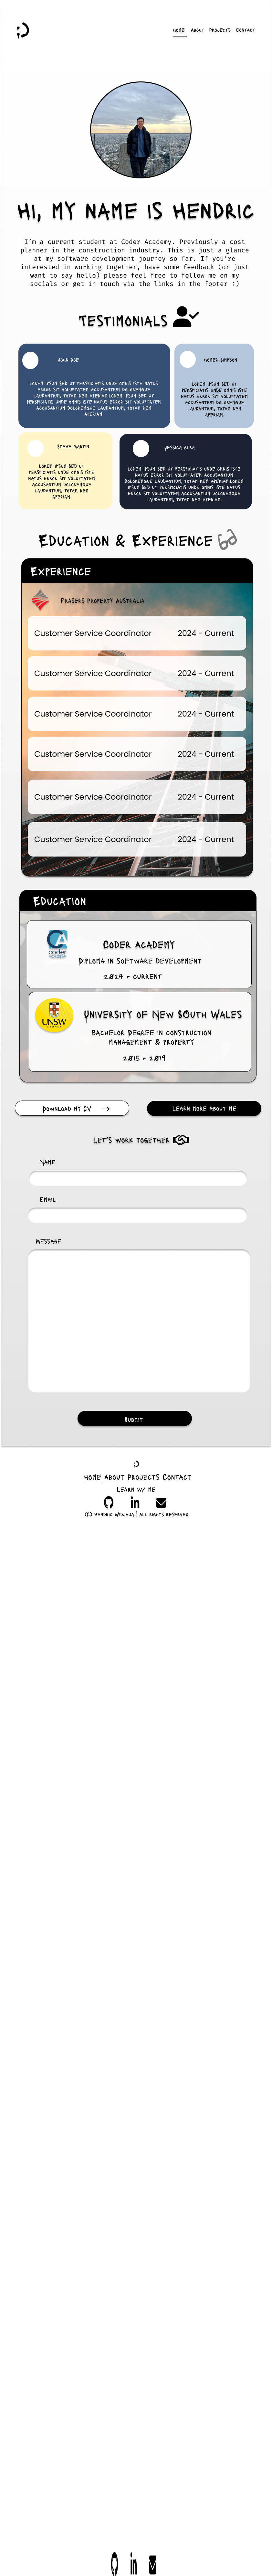 ;)
Home About Projects Contact
Hi, my name is Hendric
I'm a current student at Coder Academy. Previously a cost
planner in the construction industry. This is just a glance
at my software development journey so far. If you're
interested in working together, have some feedback (or just
want to say hello) please feel free to follow me on my
socials or get in touch via the links in the footer :)
Testimonials
John Doe
Lorem ipsum Sed ut perspiciatis unde omnis iste natus
error sit voluptatem accusantium doloremque
laudantium, totam rem aperiam.Lorem ipsum Sed ut
perspiciatis unde omnis iste natus error sit voluptatem
accusantium doloremque laudantium, totam rem
aperiam.
Homer Simpson
Lorem ipsum Sed ut
perspiciatis unde omnis iste
natus error sit voluptatem
accusantium doloremque
laudantium, totam rem
aperiam.
Steve Martin
Lorem ipsum Sed ut
perspiciatis unde omnis iste
natus error sit voluptatem
accusantium doloremque
laudantium, totam rem
aperiam.
Jessica Alba
Lorem ipsum Sed ut perspiciatis unde omnis iste
natus error sit voluptatem accusantium
doloremque laudantium, totam rem aperiam.Lorem
ipsum Sed ut perspiciatis unde omnis iste natus
error sit voluptatem accusantium doloremque
laudantium, totam rem aperiam.
Education & Experience
Experience
Frasers Property Australia
Customer Service Coordinator 2024 - Current
Customer Service Coordinator 2024 - Current
Customer Service Coordinator 2024 - Current
Customer Service Coordinator 2024 - Current
Customer Service Coordinator 2024 - Current
Customer Service Coordinator 2024 - Current
Education
CA
coder
academy
Coder Academy
Diploma in Software Development
2024 - Current
UNSW
SYDNEY
University of New South Wales
Bachelor Degree in Construction
Management & Property
2015 - 2019
Download my CV
Learn more about me
Let's work together
Name
Email
Message
Submit
;)
Home About Projects Contact
Learn w/ me
(C) Hendric Widjaja | All rights reserved